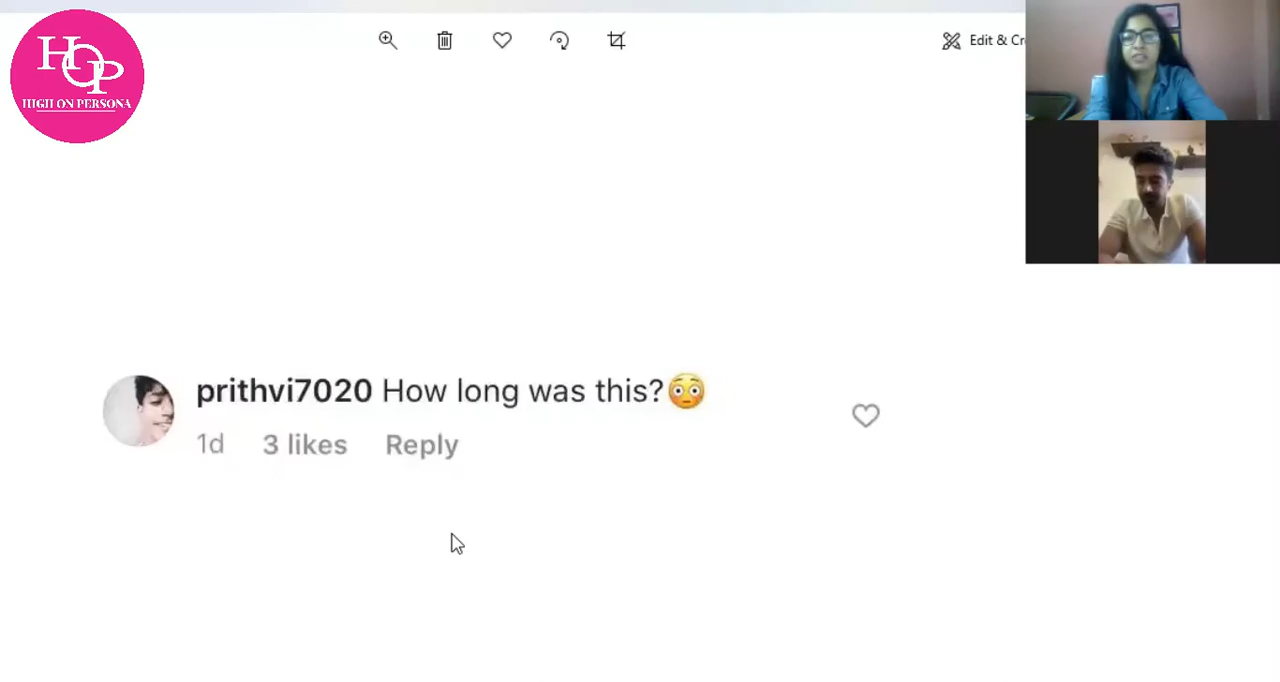 HOP
HIGH ON PERSONA
Edit & Cr
prithvi7020 How long was this?😳
1d 3 likes Reply